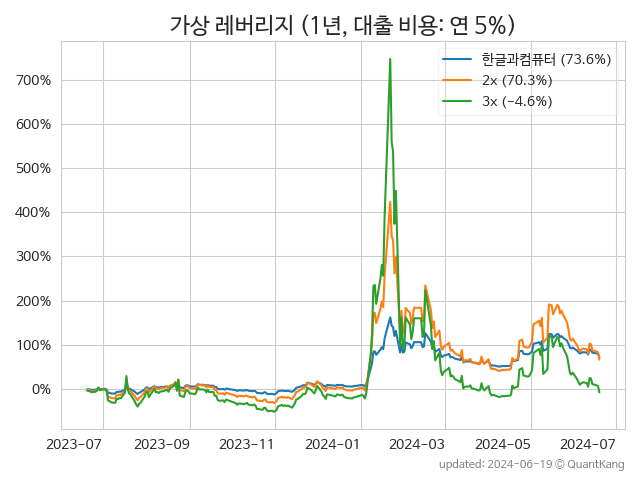 가상 레버리지 (1년, 대출 비용: 연 5%)
한글과컴퓨터 (73.6%)
2x (70.3%)
3x (-4.6%)
700%
600%
500%
400%
300%
200%
100%
0%
2023-07 2023-09 2023-11 2024-01 2024-03 2024-05 2024-07
updated: 2024-06-19 ⓒ QuantKang